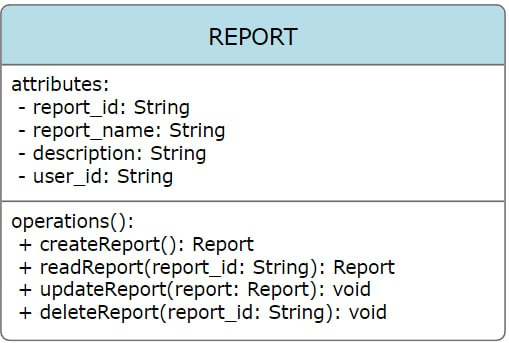 REPORT
attributes:
- report_id: String
- report_name: String
- description: String
- user_id: String
operations():
+ createReport(): Report
+ readReport(report_id: String): Report
+ updateReport(report: Report): void
+ deleteReport(report_id: String): void